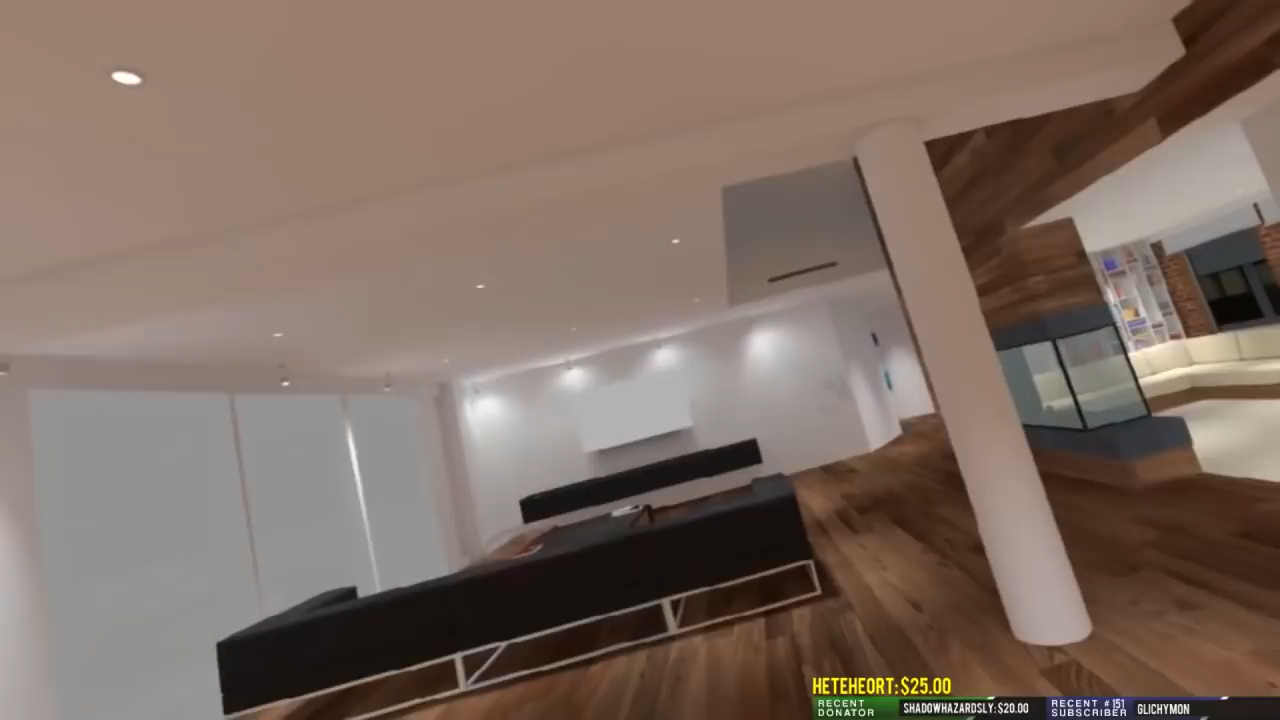 HETEHEORT: $25.00
RECENT DONATOR
SHADOWHAZARDSLY: $20.00
RECENT #151 SUBSCRIBER
GLICHYMON